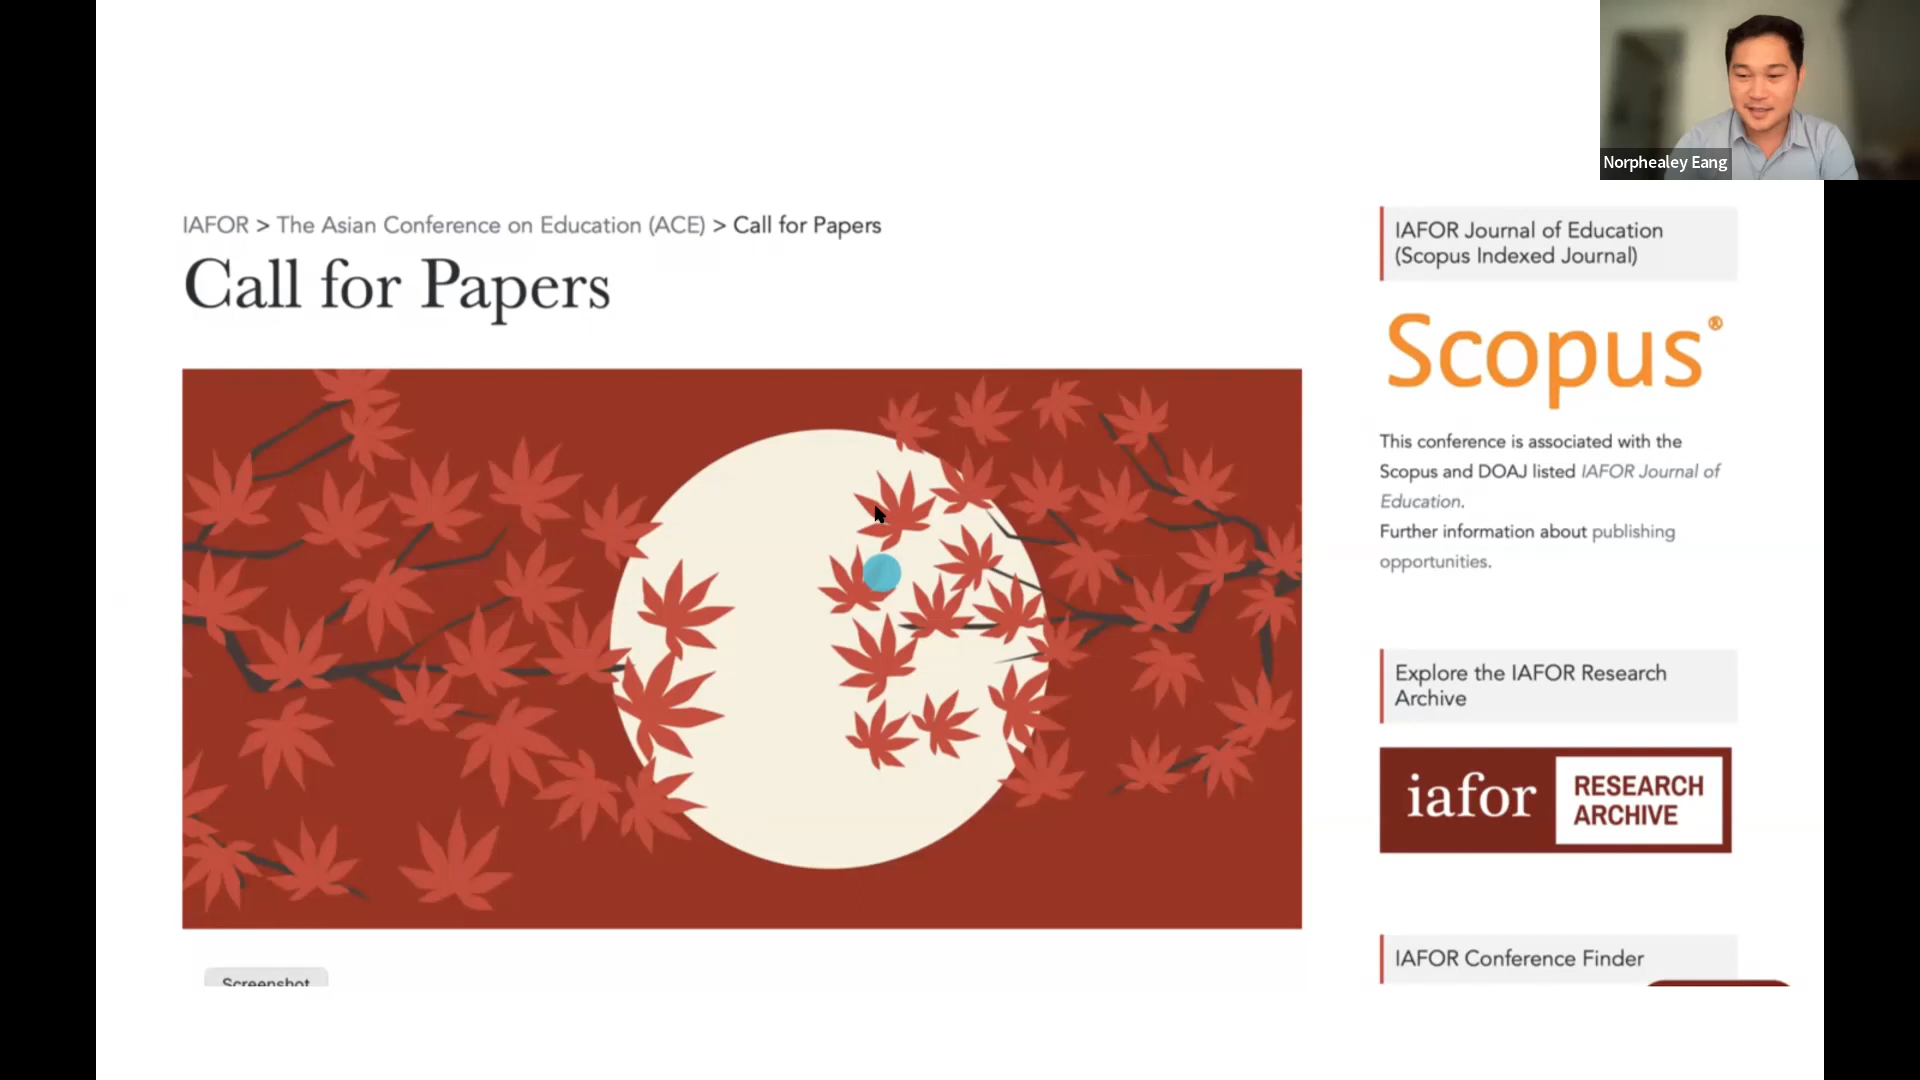 Norphealey Eang
IAFOR > The Asian Conference on Education (ACE) > Call for Papers
Call for Papers
Screenshot
IAFOR Journal of Education
(Scopus Indexed Journal)
Scopus®
This conference is associated with the
Scopus and DOAJ listed IAFOR Journal of
Education.
Further information about publishing
opportunities.
Explore the IAFOR Research
Archive
iafor
RESEARCH
ARCHIVE
IAFOR Conference Finder